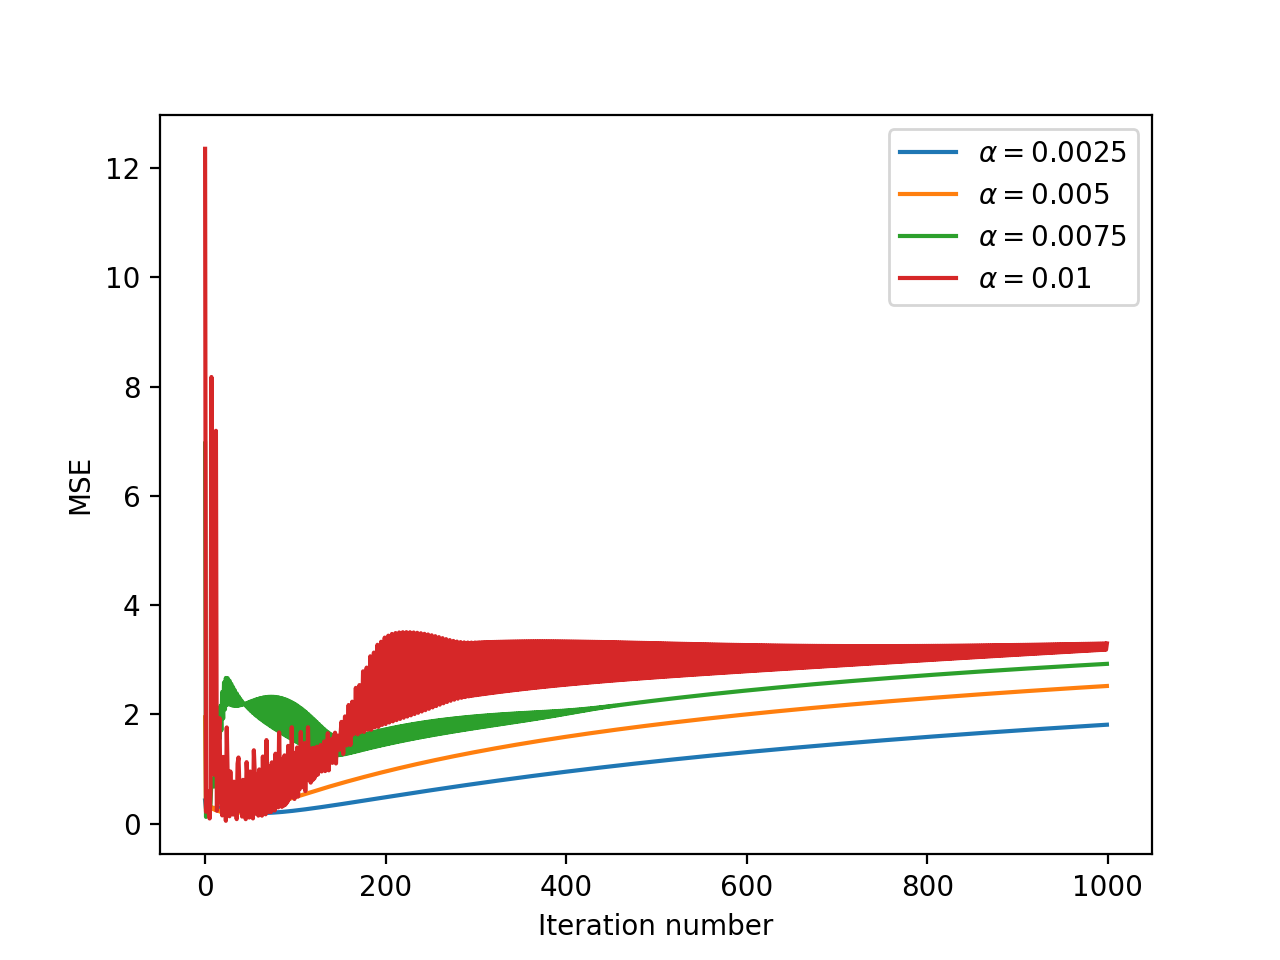 α = 0.0025
α = 0.005
α = 0.0075
α = 0.01
12
10
8
6
4
2
0
MSE
0 200 400 600 800 1000
Iteration number